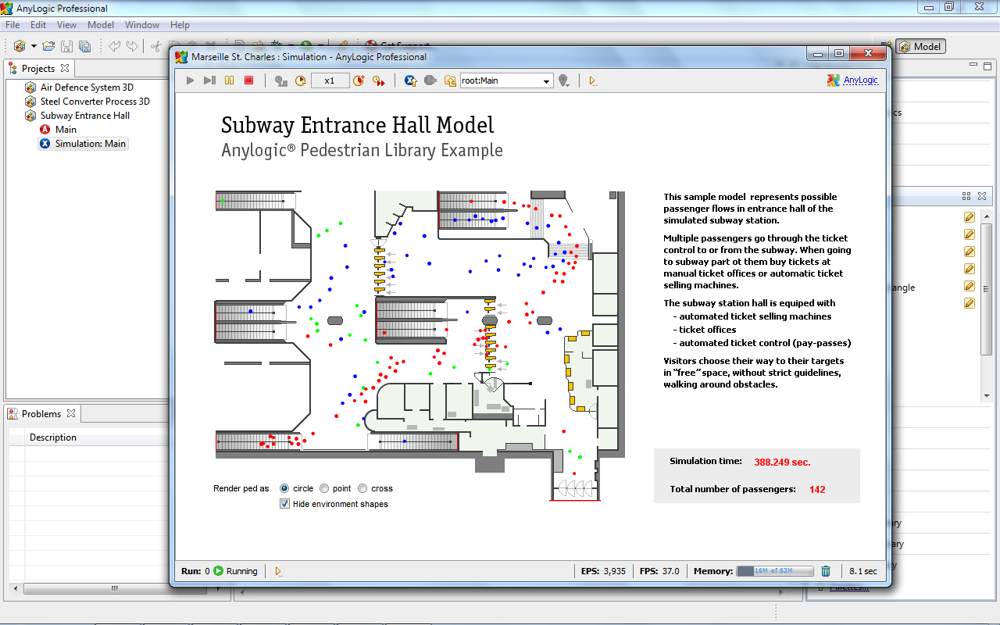 AnyLogic Professional
File Edit View Model Window Help
Get Support
Model
Projects
Air Defence System 3D
Steel Converter Process 3D
Subway Entrance Hall
Main
Simulation: Main
Problems
Description
Marseille St. Charles : Simulation - AnyLogic Professional
x1
root:Main
AnyLogic
Subway Entrance Hall Model
Anylogic® Pedestrian Library Example
This sample model represents possible
passenger flows in entrance hall of the
simulated subway station.
Multiple passengers go through the ticket
control to or from the subway. When going
to subway part ot them buy tickets at
manual ticket offices or automatic ticket
selling machines.
The subway station hall is equiped with
- automated ticket selling machines
- ticket offices
- automated ticket control (pay-passes)
Visitors choose their way to their targets
in "free" space, without strict guidelines,
walking around obstacles.
Simulation time: 388.249 sec.
Total number of passengers: 142
Render ped as circle point cross
Hide environment shapes
Run: 0 Running
EPS: 3,935 FPS: 37.0 Memory: 16M of 63M 8.1 sec
cs
angle
ry
ary
y
Palettes...